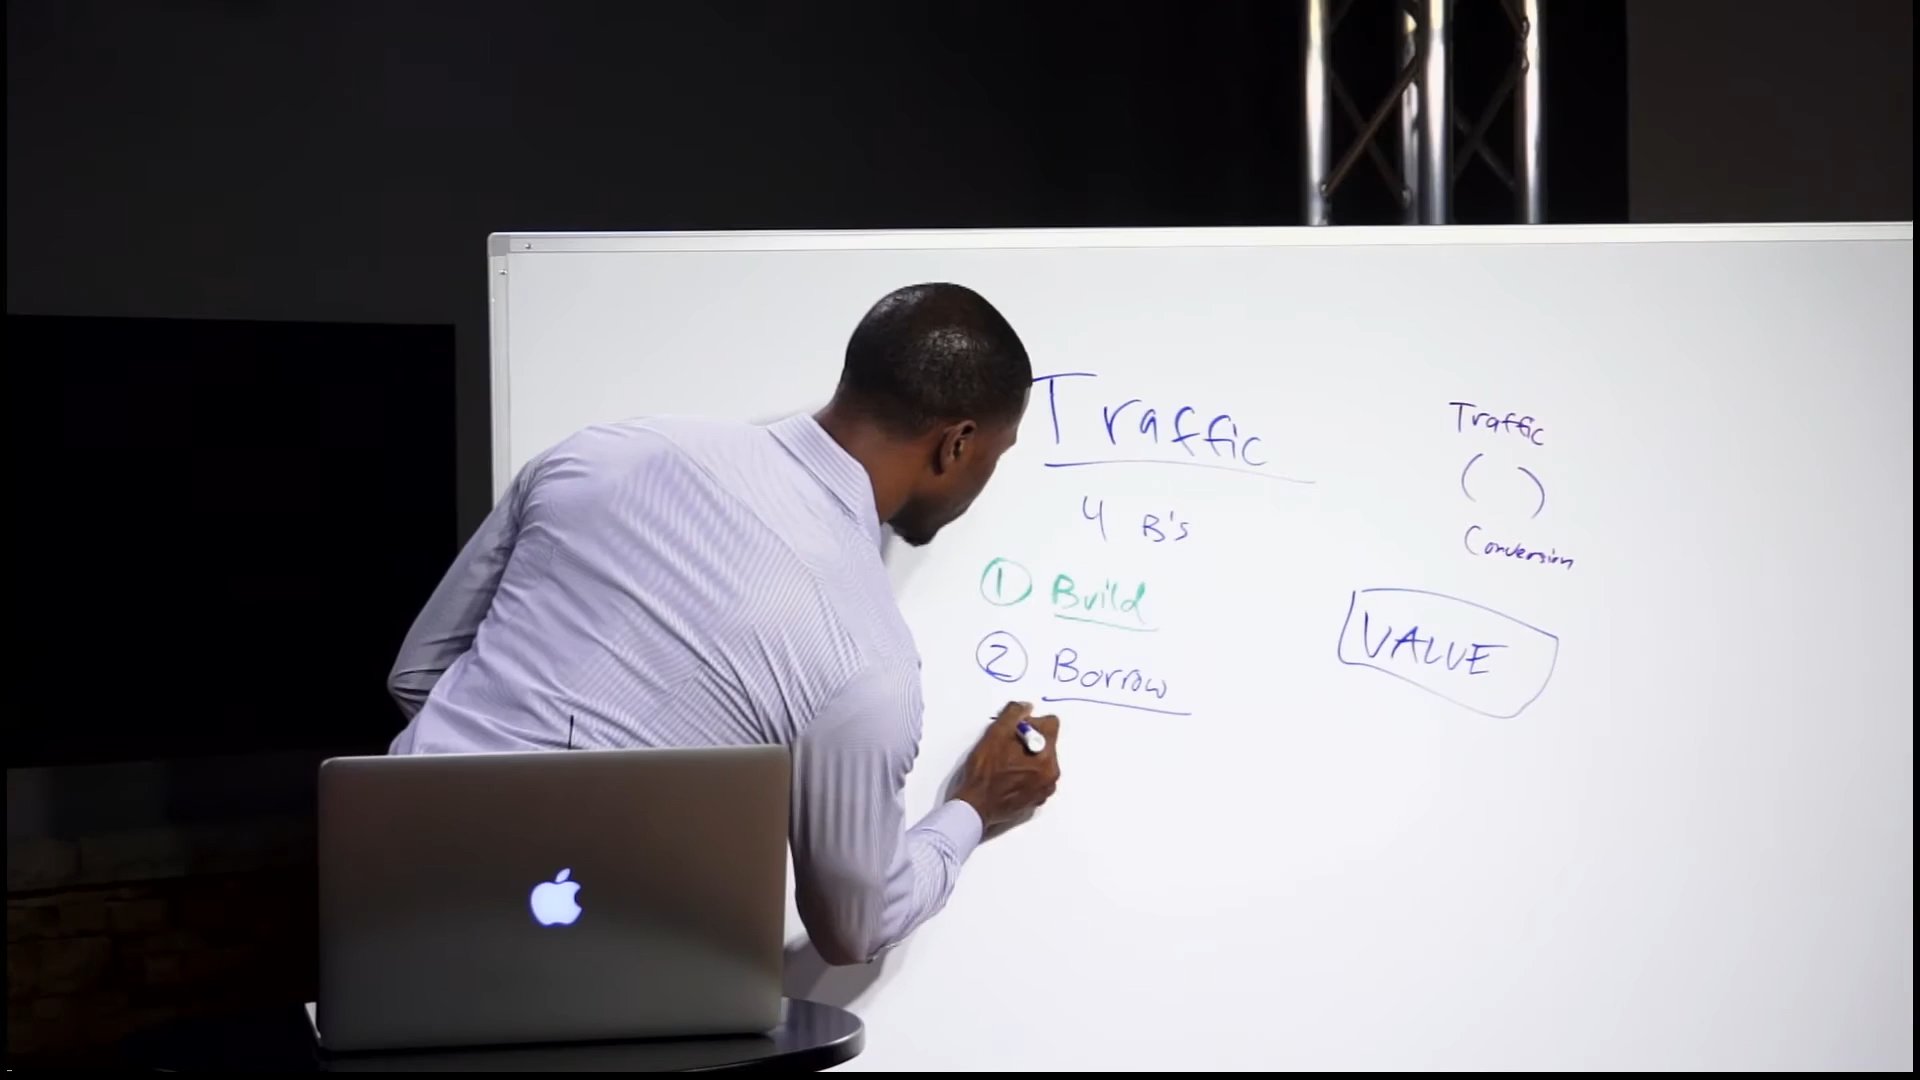 Traffic
4 B's
1 Build
2 Borrow
Traffic
( )
Conversion
VALUE